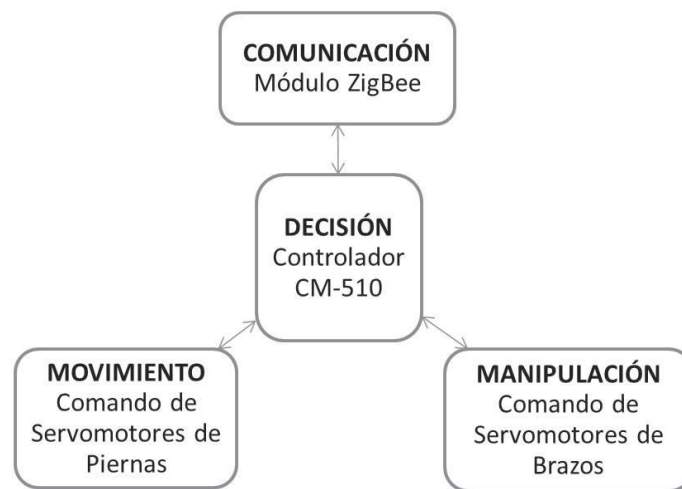 COMUNICACIÓN
Módulo ZigBee
DECISIÓN
Controlador
CM-510
MOVIMIENTO
Comando de
Servomotores de
Piernas
MANIPULACIÓN
Comando de
Servomotores de
Brazos